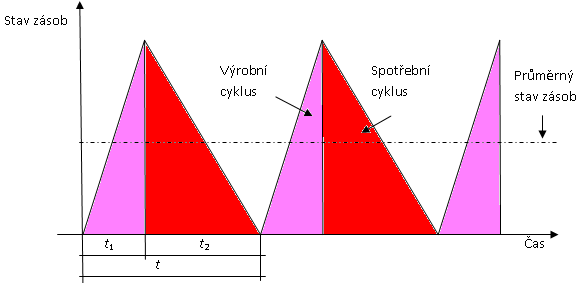 Stav zásob
Výrobní
cyklus
Spotřební
cyklus
Průměrný
stav zásob
Čas
t₁
t₂
t